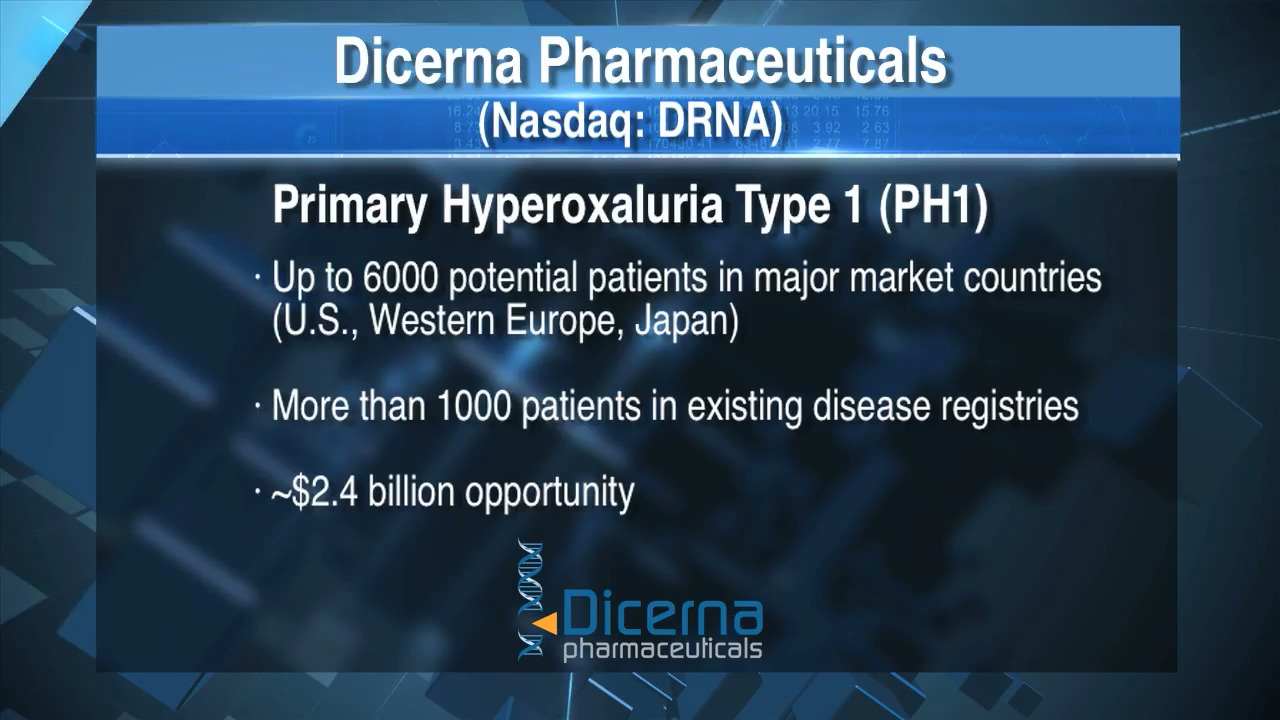 Dicerna Pharmaceuticals
(Nasdaq: DRNA)
Primary Hyperoxaluria Type 1 (PH1)
· Up to 6000 potential patients in major market countries
(U.S., Western Europe, Japan)
· More than 1000 patients in existing disease registries
· ~$2.4 billion opportunity
Dicerna
pharmaceuticals